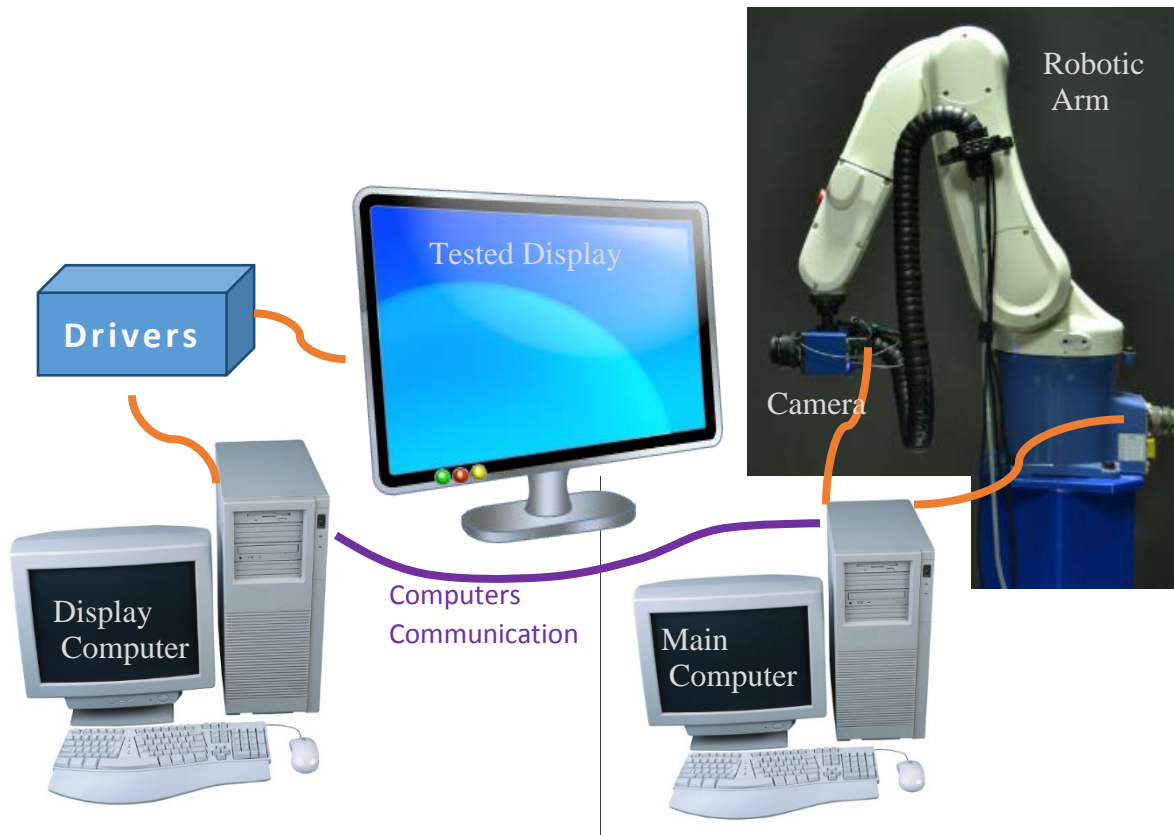 Robotic
Arm
Tested Display
Drivers
Camera
Computers
Communication
Display
Computer
Main
Computer